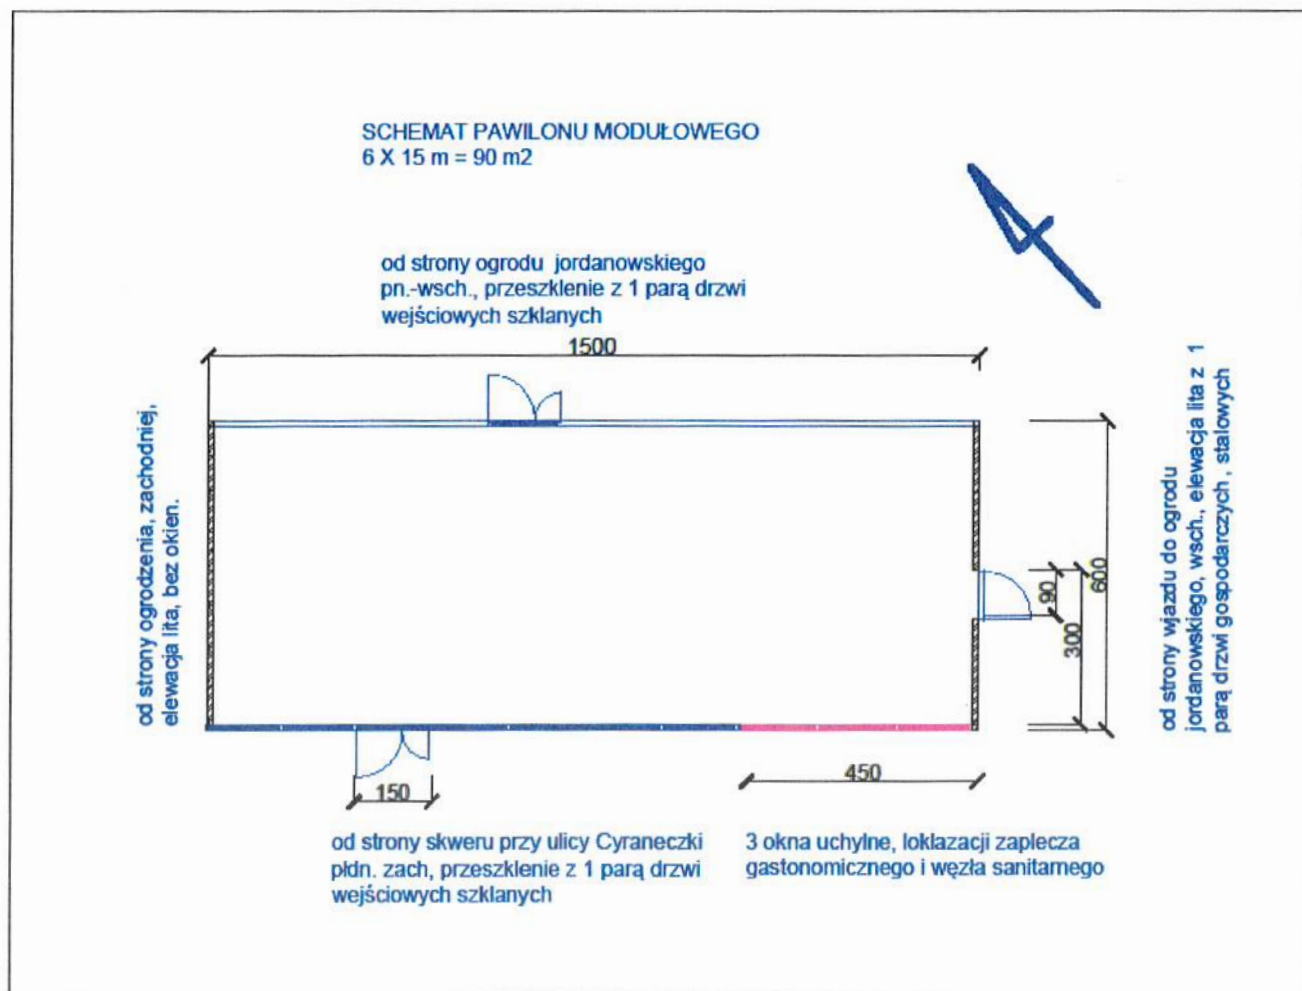 SCHEMAT PAWILONU MODUŁOWEGO
6 X 15 m = 90 m2
od strony ogrodu jordanowskiego
pn.-wsch., przeszklenie z 1 parą drzwi
wejściowych szklanych
1500
od strony ogrodzenia, zachodniej,
elewacja lita, bez okien.
od strony wjazdu do ogrodu
jordanowskiego, wsch., elewacja lita z 1
parą drzwi gospodarczych , stalowych
600
90
300
450
150
od strony skweru przy ulicy Cyraneczki
płdn. zach, przeszklenie z 1 parą drzwi
wejściowych szklanych
3 okna uchylne, loklazacji zaplecza
gastonomicznego i węzła sanitarnego